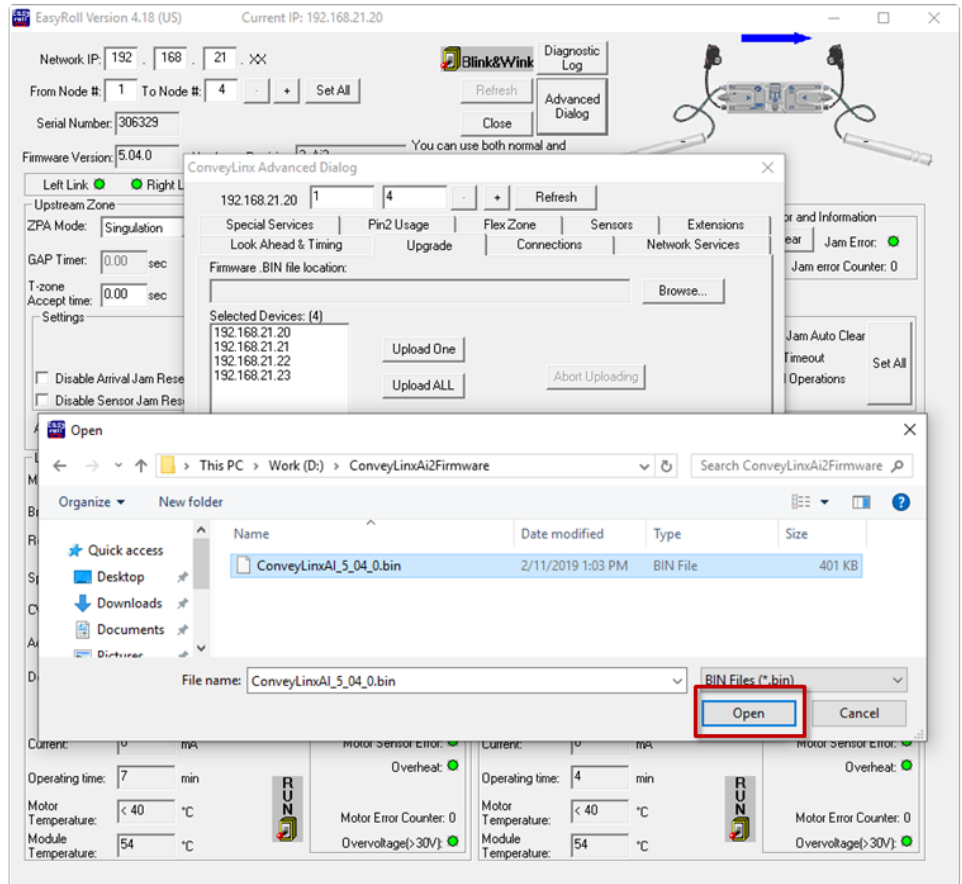 EasyRoll Version 4.18 (US) Current IP: 192.168.21.20
Network IP: 192 . 168 . 21 . XX
Blink&Wink
Diagnostic Log
From Node #: 1 To Node #: 4 - + Set All
Refresh
Advanced Dialog
Serial Number: 306329
Close
You can use both normal and
Firmware Version: 5.04.0
Left Link Right L
Upstream Zone
ZPA Mode: Singulation
GAP Timer: 0.00 sec
T-zone
Accept time: 0.00 sec
Settings
Disable Arrival Jam Rese
Disable Sensor Jam Res
or and Information
ear Jam Error:
Jam error Counter: 0
Jam Auto Clear
Timeout
Operations
Set All
ConveyLinx Advanced Dialog
192.168.21.20 1 4 - + Refresh
Special Services Pin2 Usage Flex Zone Sensors Extensions
Look Ahead & Timing Upgrade Connections Network Services
Firmware .BIN file location:
Browse...
Selected Devices: (4)
192.168.21.20
192.168.21.21
192.168.21.22
192.168.21.23
Upload One
Upload ALL
Abort Uploading
Open
This PC > Work (D:) > ConveyLinxAi2Firmware
Search ConveyLinxAi2Firmware
Organize New folder
Name Date modified Type Size
Quick access
Desktop
Downloads
Documents
Pictures
ConveyLinxAI_5_04_0.bin 2/11/2019 1:03 PM BIN File 401 KB
File name: ConveyLinxAI_5_04_0.bin BIN Files (*.bin)
Open Cancel
Current: 0 mA Motor Sensor Error: Current: 0 mA Motor Sensor Error:
Overheat: Overheat:
Operating time: 7 min Operating time: 4 min
RUN RUN
Motor Temperature: < 40 °C Motor Error Counter: 0 Motor Temperature: < 40 °C Motor Error Counter: 0
Module Temperature: 54 °C Overvoltage(>30V): Module Temperature: 54 °C Overvoltage(>30V):